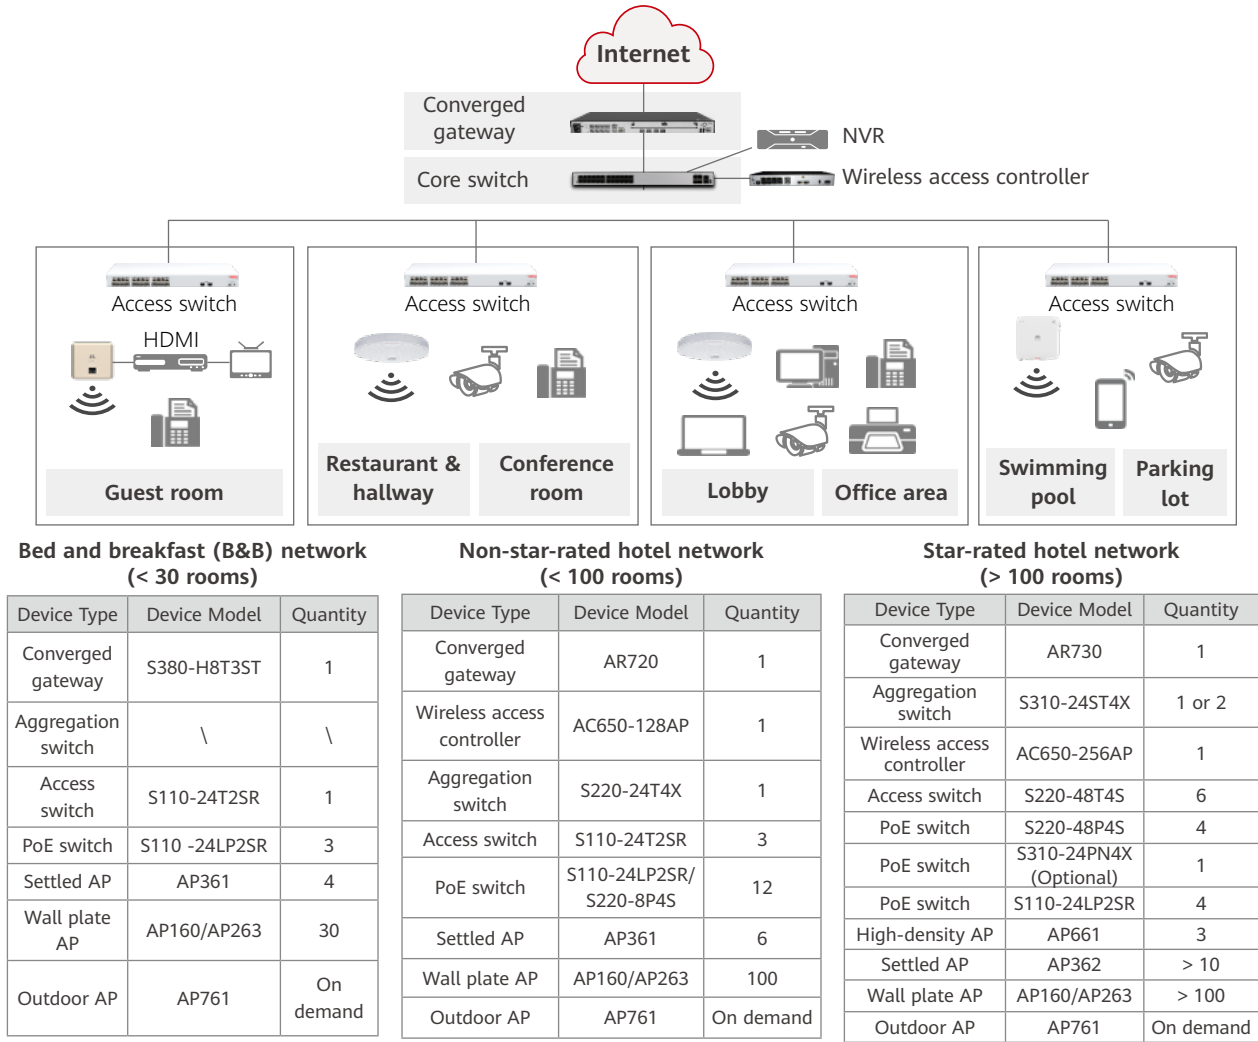 Internet
Converged
gateway
NVR
Core switch
Wireless access controller
Access switch
HDMI
Guest room
Access switch
Restaurant &
hallway
Conference
room
Access switch
Lobby
Office area
Access switch
Swimming
pool
Parking
lot
Bed and breakfast (B&B) network
(< 30 rooms)
Device Type Device Model Quantity
Converged
gateway
S380-H8T3ST 1
Aggregation
switch
\ \
Access
switch
S110-24T2SR 1
PoE switch S110 -24LP2SR 3
Settled AP AP361 4
Wall plate
AP
AP160/AP263 30
Outdoor AP AP761
On
demand
Non-star-rated hotel network
(< 100 rooms)
Device Type Device Model Quantity
Converged
gateway
AR720 1
Wireless access
controller
AC650-128AP 1
Aggregation
switch
S220-24T4X 1
Access switch S110-24T2SR 3
PoE switch
S110-24LP2SR/
S220-8P4S
12
Settled AP AP361 6
Wall plate AP AP160/AP263 100
Outdoor AP AP761 On demand
Star-rated hotel network
(> 100 rooms)
Device Type Device Model Quantity
Converged
gateway
AR730 1
Aggregation
switch
S310-24ST4X 1 or 2
Wireless access
controller
AC650-256AP 1
Access switch S220-48T4S 6
PoE switch S220-48P4S 4
PoE switch
S310-24PN4X
(Optional)
1
PoE switch S110-24LP2SR 4
High-density AP AP661 3
Settled AP AP362 > 10
Wall plate AP AP160/AP263 > 100
Outdoor AP AP761 On demand